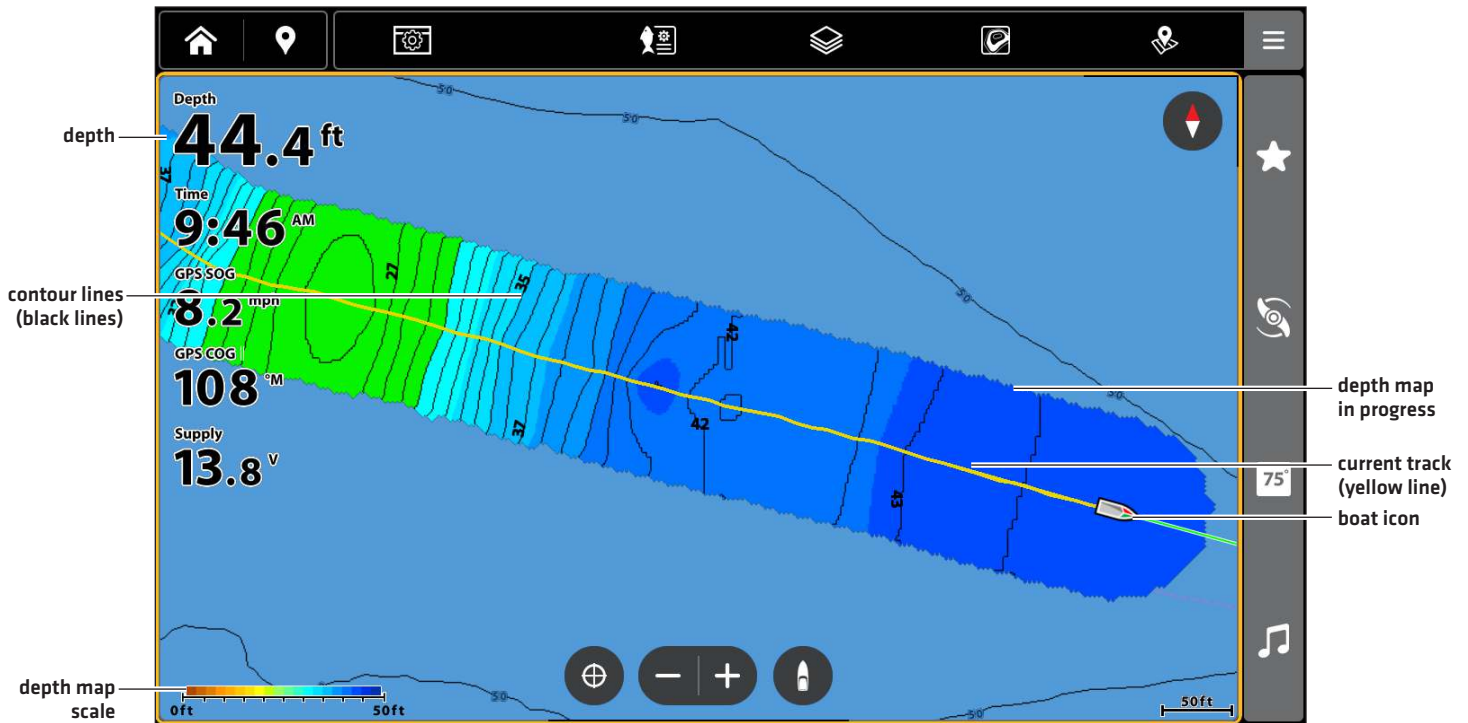 Depth
44.4 ft
Time
9:46 AM
GPS SOG
8.2 mph
GPS COG
108 °M
Supply
13.8 V
depth
contour lines
(black lines)
depth map
scale
0ft
50ft
50
50
50
50
50
50
37
27
35
37
42
42
43
50ft
75°
depth map
in progress
current track
(yellow line)
boat icon